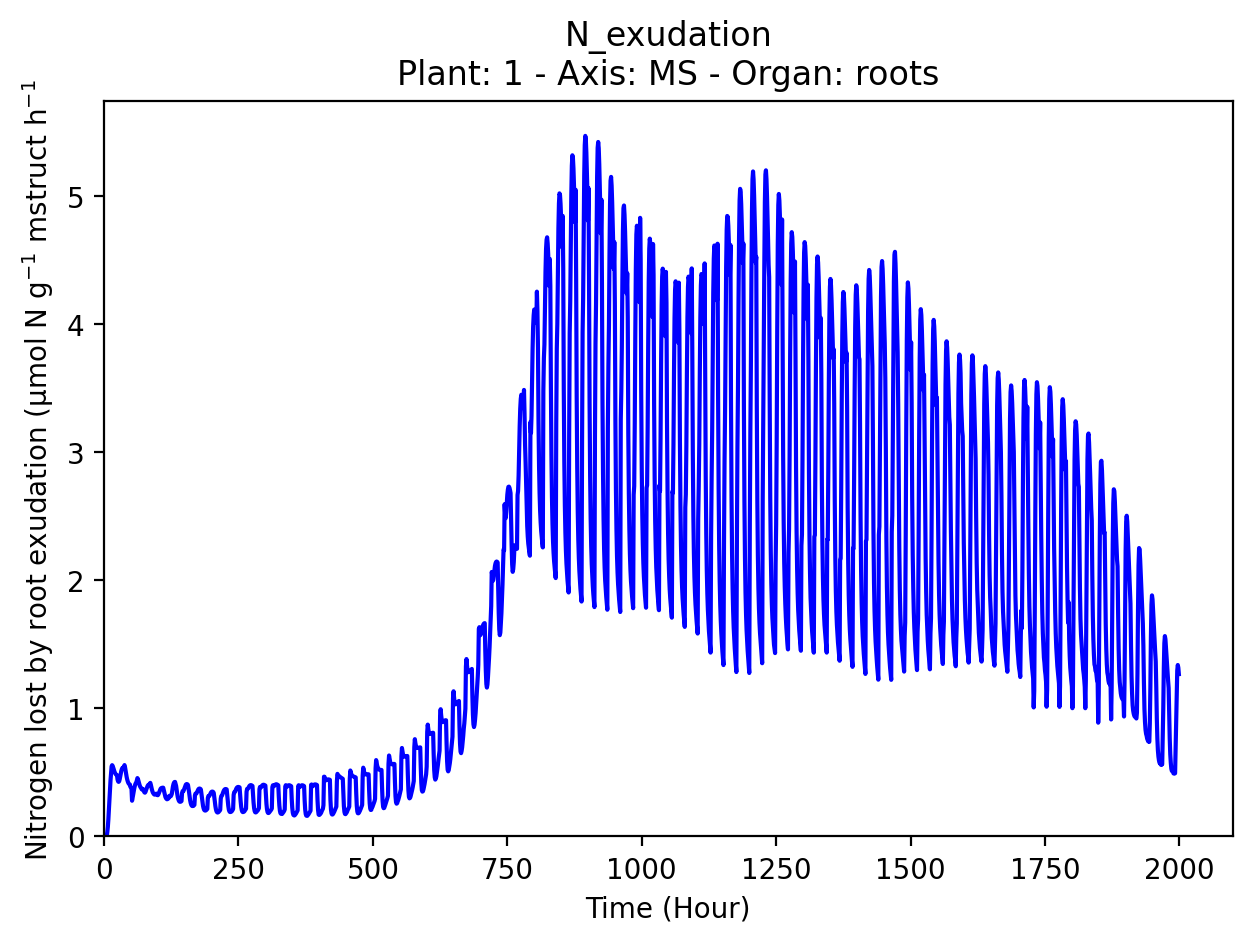 N_exudation
Plant: 1 - Axis: MS - Organ: roots
Nitrogen lost by root exudation (µmol N g⁻¹ mstruct h⁻¹
5
4
3
2
1
0
0 250 500 750 1000 1250 1500 1750 2000
Time (Hour)